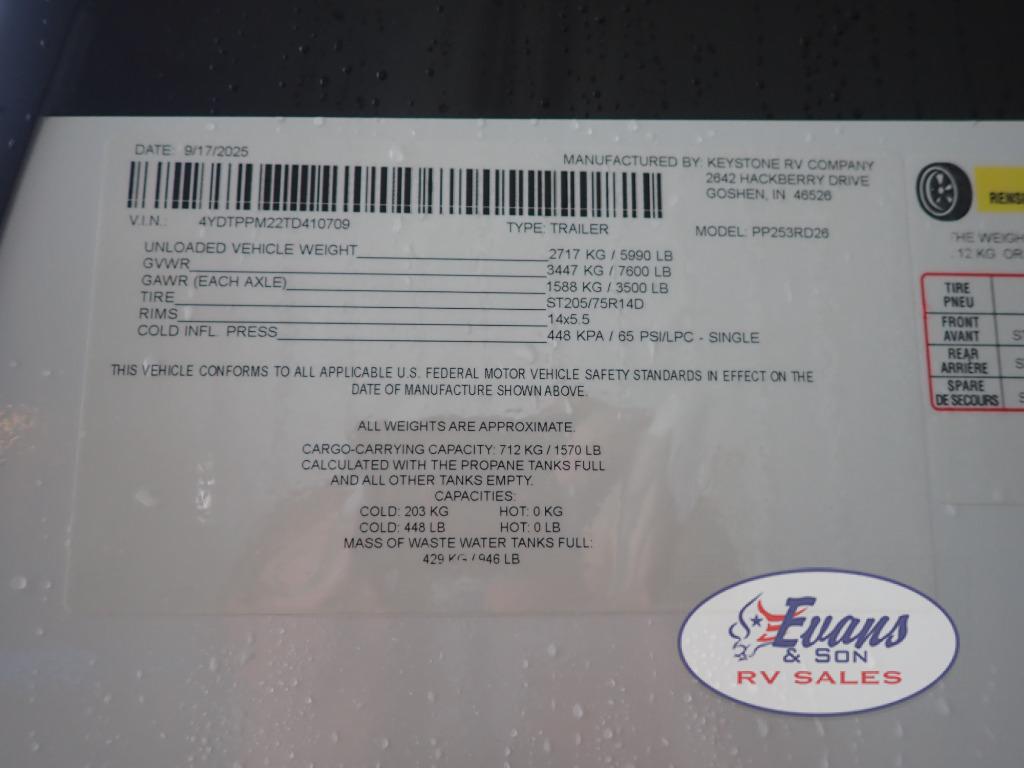 DATE: 9/17/2025
MANUFACTURED BY: KEYSTONE RV COMPANY
2642 HACKBERRY DRIVE
GOSHEN, IN 46526
V.I.N.: 4YDTPPM22TD410709
TYPE: TRAILER
MODEL: PP253RD26
UNLOADED VEHICLE WEIGHT 2717 KG / 5990 LB
GVWR 3447 KG / 7600 LB
GAWR (EACH AXLE) 1588 KG / 3500 LB
TIRE ST205/75R14D
RIMS 14x5.5
COLD INFL. PRESS 448 KPA / 65 PSI/LPC - SINGLE
THIS VEHICLE CONFORMS TO ALL APPLICABLE U.S. FEDERAL MOTOR VEHICLE SAFETY STANDARDS IN EFFECT ON THE
DATE OF MANUFACTURE SHOWN ABOVE.
ALL WEIGHTS ARE APPROXIMATE.
CARGO-CARRYING CAPACITY: 712 KG / 1570 LB
CALCULATED WITH THE PROPANE TANKS FULL
AND ALL OTHER TANKS EMPTY.
CAPACITIES:
COLD: 203 KG HOT: 0 KG
COLD: 448 LB HOT: 0 LB
MASS OF WASTE WATER TANKS FULL:
429 KG / 946 LB
THE WEIGH
12 KG OR
TIRE
PNEU
FRONT
AVANT
REAR
ARRIÈRE
SPARE
DE SECOURS
Evans
& SON
RV SALES